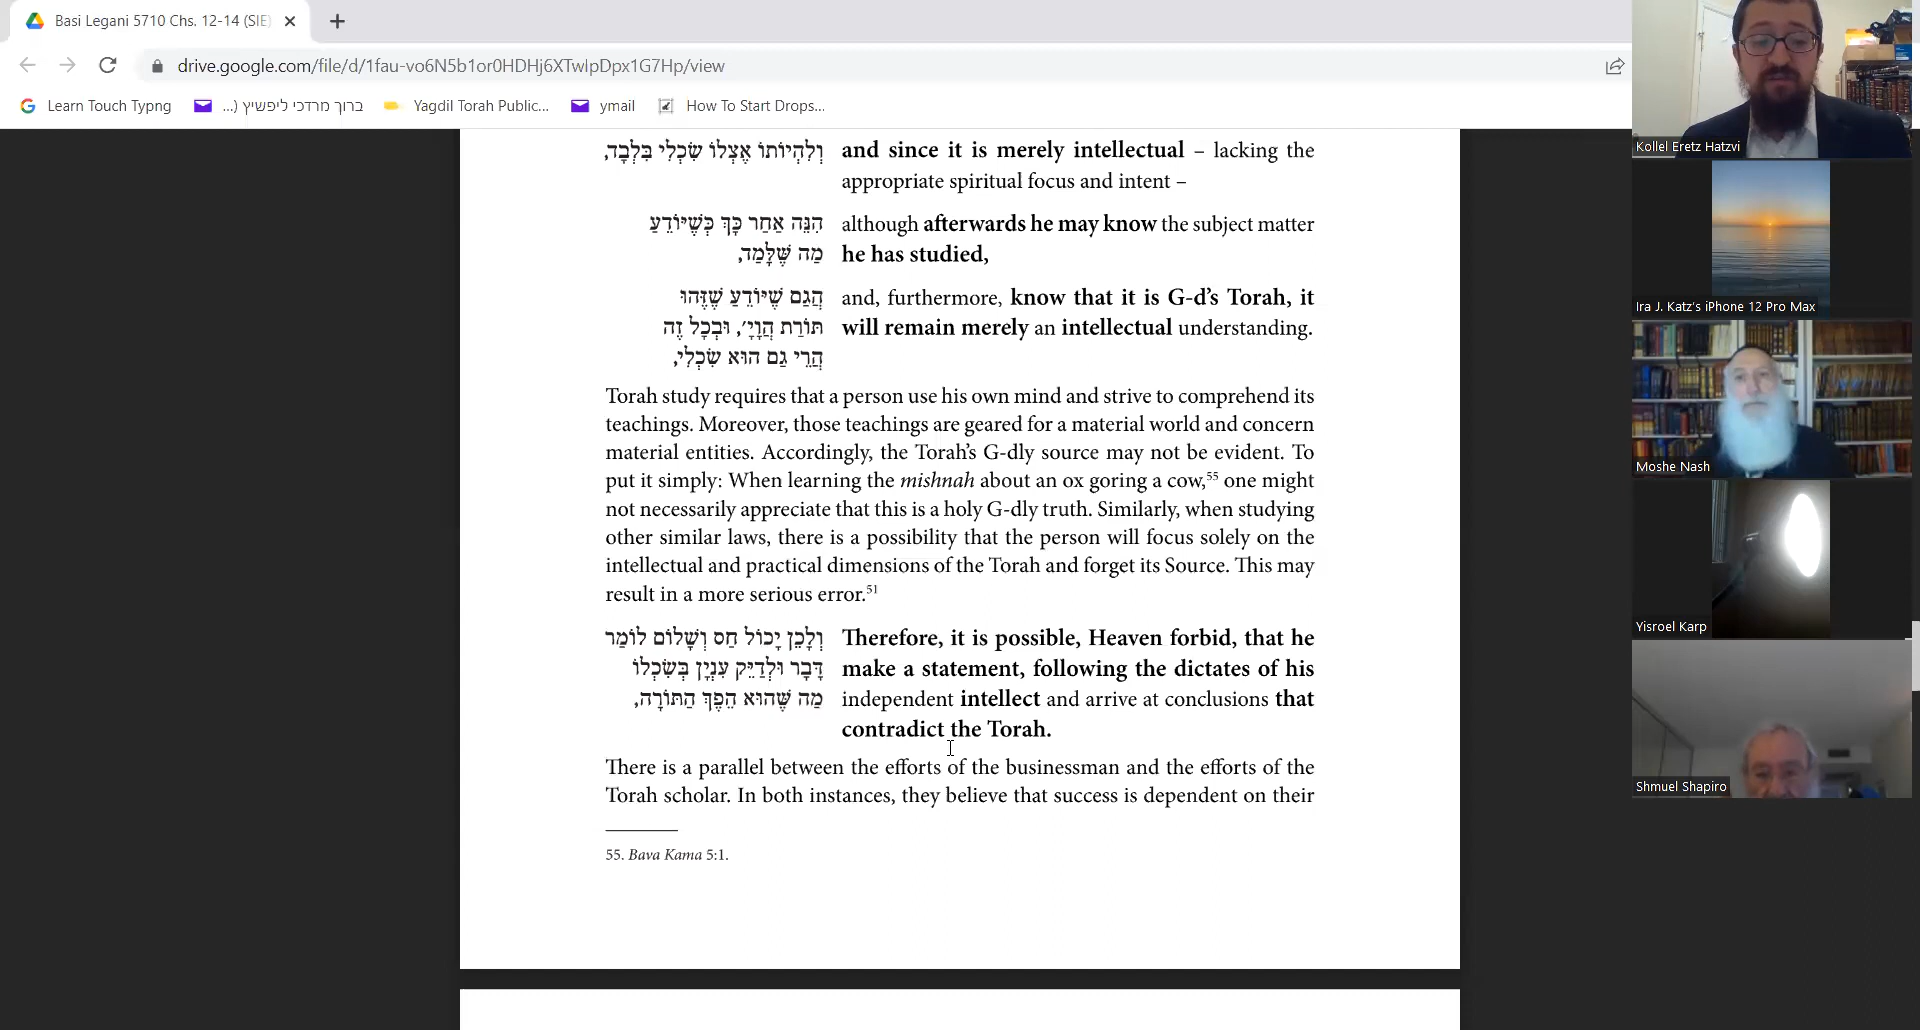 Basi Legani 5710 Chs. 12-14 (SIE)
drive.google.com/file/d/1fau-vo6N5b1or0HDHj6XTwIpDpx1G7Hp/view
Learn Touch Typng
ברוך מרדכי ליפשיץ (...
Yagdil Torah Public...
ymail
How To Start Drops...
וְלִהְיוֹתוֹ אֶצְלוֹ שִׂכְלִי בִּלְבָד,
and since it is merely intellectual – lacking the
appropriate spiritual focus and intent –
הִנֵּה אַחַר כָּךְ כְּשֶׁיּוֹדֵעַ
מַה שֶּׁלָּמַד,
although afterwards he may know the subject matter
he has studied,
הֲגַם שֶׁיּוֹדֵעַ שֶׁזֶּהוּ
תּוֹרַת הֲוָיָ׳, וּבְכָל זֶה
הֲרֵי גַם הוּא שִׂכְלִי,
and, furthermore, know that it is G-d’s Torah, it
will remain merely an intellectual understanding.
Torah study requires that a person use his own mind and strive to comprehend its
teachings. Moreover, those teachings are geared for a material world and concern
material entities. Accordingly, the Torah’s G-dly source may not be evident. To
put it simply: When learning the mishnah about an ox goring a cow,55 one might
not necessarily appreciate that this is a holy G-dly truth. Similarly, when studying
other similar laws, there is a possibility that the person will focus solely on the
intellectual and practical dimensions of the Torah and forget its Source. This may
result in a more serious error.51
וְלָכֵן יָכוֹל חַס וְשָׁלוֹם לוֹמַר
דָּבָר וּלְדַיֵּק עִנְיָן בְּשִׂכְלוֹ
מַה שֶּׁהוּא הֵפֶךְ הַתּוֹרָה,
Therefore, it is possible, Heaven forbid, that he
make a statement, following the dictates of his
independent intellect and arrive at conclusions that
contradict the Torah.
There is a parallel between the efforts of the businessman and the efforts of the
Torah scholar. In both instances, they believe that success is dependent on their
55. Bava Kama 5:1.
Kollel Eretz Hatzvi
Ira J. Katz's iPhone 12 Pro Max
Moshe Nash
Yisroel Karp
Shmuel Shapiro